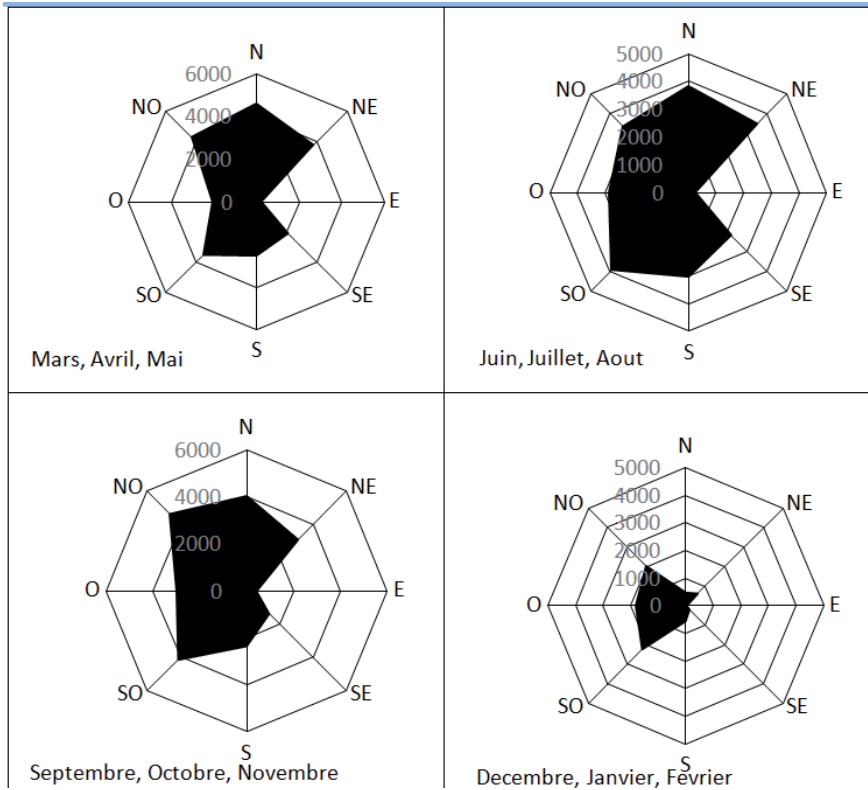 N
6000
NO
NE
4000
2000
O
0
E
SO
SE
S
Mars, Avril, Mai
N
5000
NO
4000
NE
3000
2000
1000
O
0
E
SO
SE
S
Juin, Juillet, Aout
N
6000
NO
NE
4000
2000
O
0
E
SO
SE
S
Septembre, Octobre, Novembre
N
5000
NO
4000
NE
3000
2000
1000
O
0
E
SO
SE
S
Decembre, Janvier, Fevrier